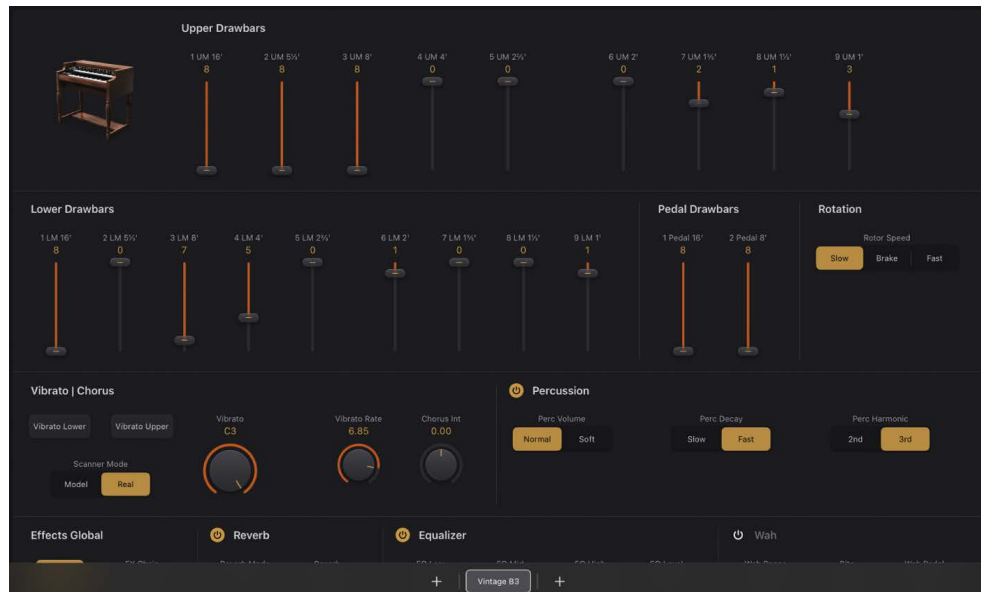 Upper Drawbars
1 UM 16' 2 UM 5⅓' 3 UM 8' 4 UM 4' 5 UM 2⅔' 6 UM 2' 7 UM 1⅗' 8 UM 1⅓' 9 UM 1'
8 8 8 0 0 0 2 1 3
Lower Drawbars Pedal Drawbars Rotation
1 LM 16' 2 LM 5⅓' 3 LM 8' 4 LM 4' 5 LM 2⅔' 6 LM 2' 7 LM 1⅗' 8 LM 1⅓' 9 LM 1' 1 Pedal 16' 2 Pedal 8' Rotor Speed
8 0 7 5 0 1 0 0 1 8 8
Slow Brake Fast
Vibrato | Chorus Percussion
Vibrato Lower Vibrato Upper Vibrato Vibrato Rate Chorus Int Perc Volume Perc Decay Perc Harmonic
C3 6.85 0.00
Normal Soft Slow Fast 2nd 3rd
Scanner Mode
Model Real
Effects Global Reverb Equalizer Wah
+ Vintage B3 +